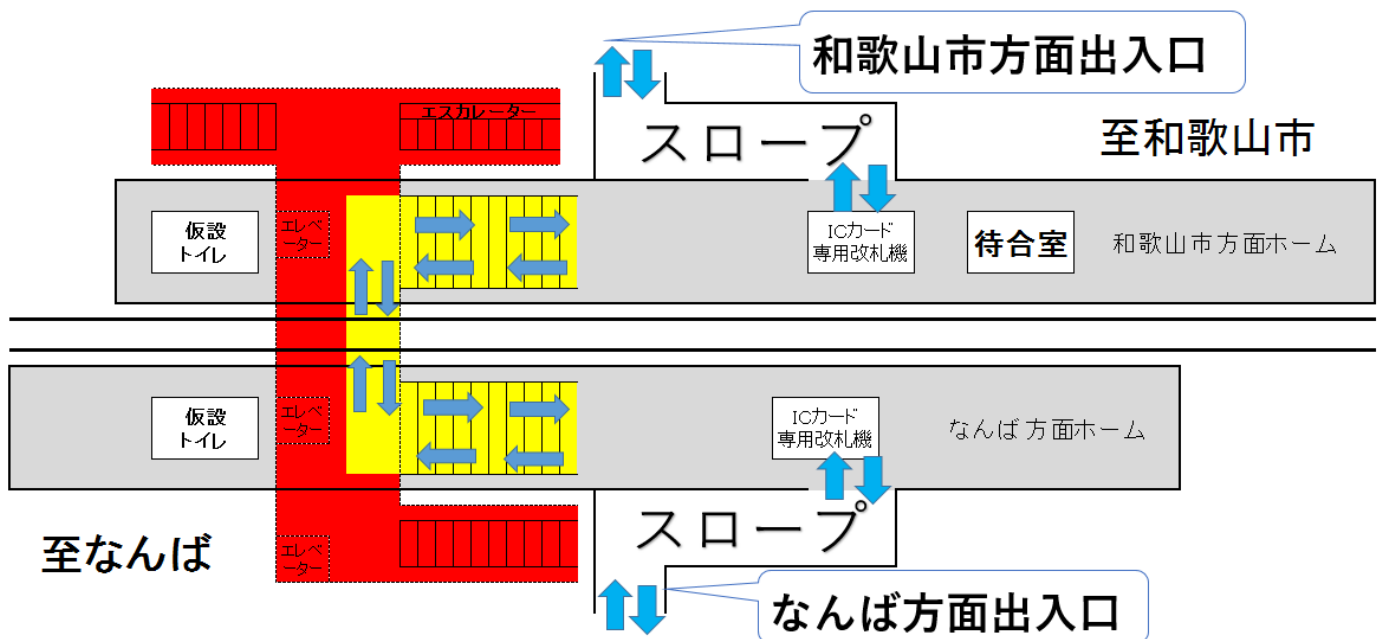 和歌山市方面出入口
エスカレーター
スロープ
至和歌山市
仮設
トイレ
エレベ
ーター
ICカード
専用改札機
待合室
和歌山市方面ホーム
仮設
トイレ
エレベ
ーター
ICカード
専用改札機
なんば方面ホーム
至なんば
エレベ
ーター
スロープ
なんば方面出入口